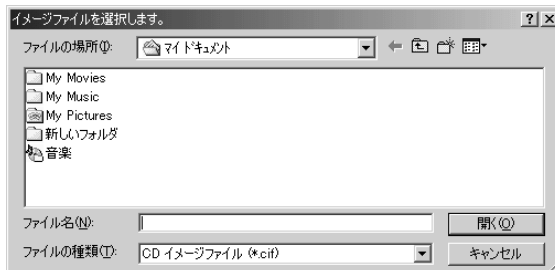 イメージファイルを選択します。
ファイルの場所(I):
マイ ドキュメント
My Movies
My Music
My Pictures
新しいフォルダ
音楽
ファイル名(N):
開く(O)
ファイルの種類(T):
CD イメージファイル (*.cif)
キャンセル